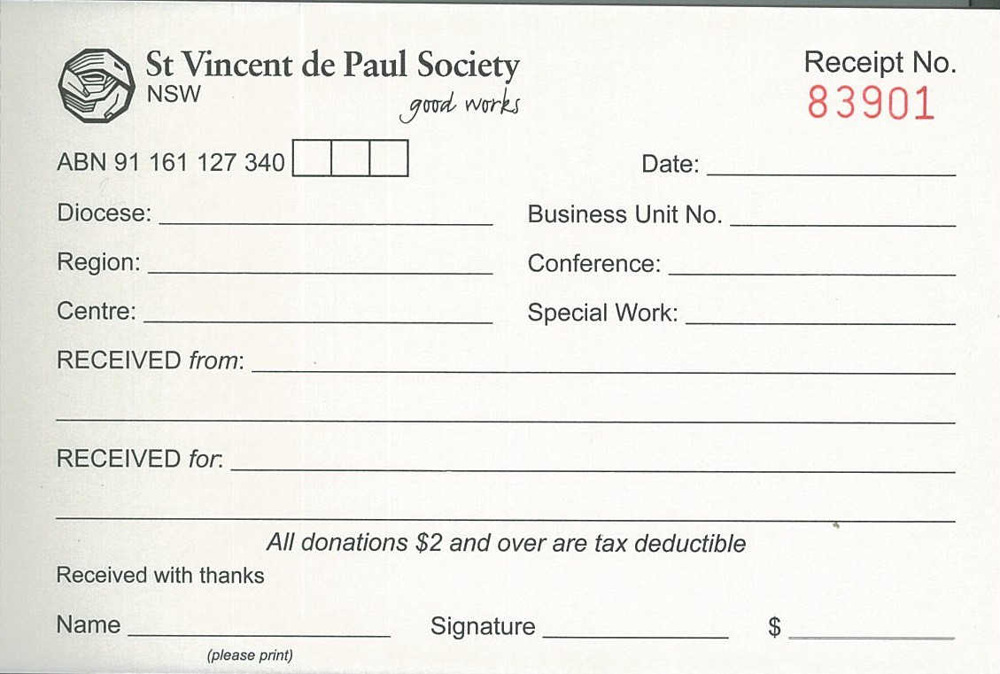 St Vincent de Paul Society
NSW
good works
Receipt No.
83901
ABN 91 161 127 340
Date:
Diocese:
Business Unit No.
Region:
Conference:
Centre:
Special Work:
RECEIVED from:
RECEIVED for:
All donations $2 and over are tax deductible
Received with thanks
Name
Signature
$
(please print)